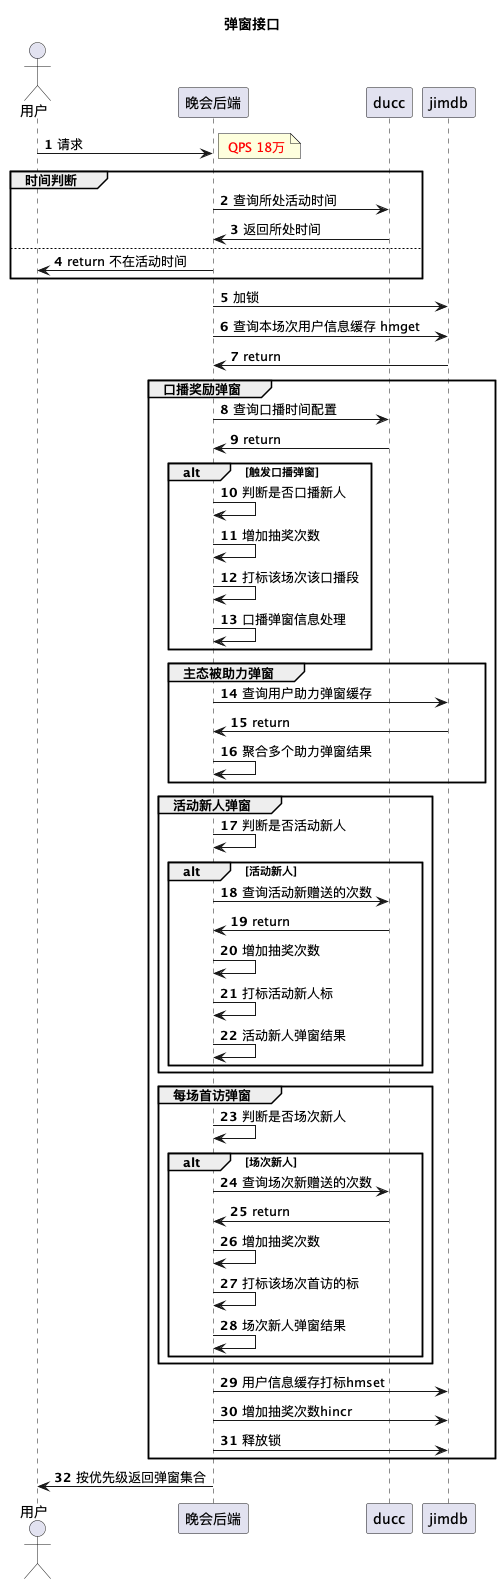 弹窗接口
用户
晚会后端
ducc
jimdb
1 请求
QPS 18万
时间判断
2 查询所处活动时间
3 返回所处时间
4 return 不在活动时间
5 加锁
6 查询本场次用户信息缓存 hmget
7 return
口播奖励弹窗
8 查询口播时间配置
9 return
alt [触发口播弹窗]
10 判断是否口播新人
11 增加抽奖次数
12 打标该场次该口播段
13 口播弹窗信息处理
主态被助力弹窗
14 查询用户助力弹窗缓存
15 return
16 聚合多个助力弹窗结果
活动新人弹窗
17 判断是否活动新人
alt [活动新人]
18 查询活动新赠送的次数
19 return
20 增加抽奖次数
21 打标活动新人标
22 活动新人弹窗结果
每场首访弹窗
23 判断是否场次新人
alt [场次新人]
24 查询场次新赠送的次数
25 return
26 增加抽奖次数
27 打标该场次首访的标
28 场次新人弹窗结果
29 用户信息缓存打标hmset
30 增加抽奖次数hincr
31 释放锁
32 按优先级返回弹窗集合
用户
晚会后端
ducc
jimdb